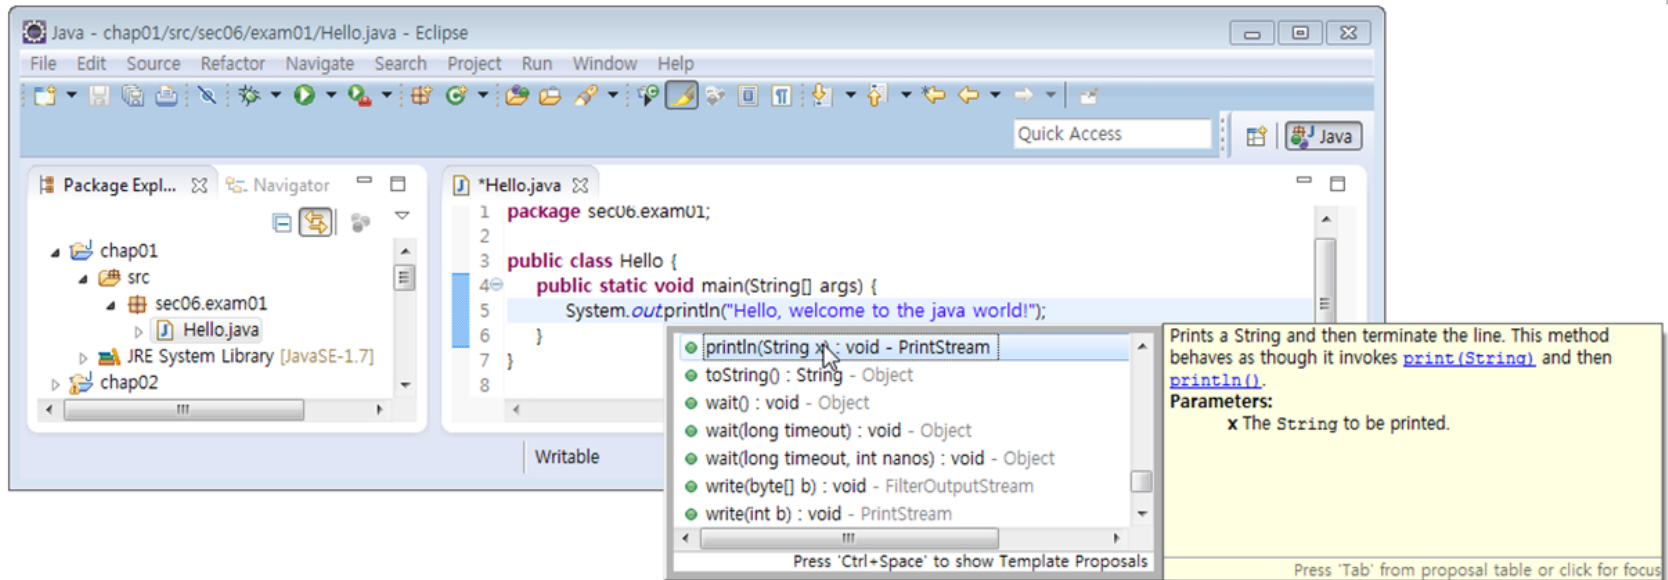 Java - chap01/src/sec06/exam01/Hello.java - Eclipse
File Edit Source Refactor Navigate Search Project Run Window Help
Quick Access
Java
Package Expl...
Navigator
chap01
src
sec06.exam01
Hello.java
JRE System Library [JavaSE-1.7]
chap02
*Hello.java
1 package sec06.exam01;
2
3 public class Hello {
4 public static void main(String[] args) {
5 System.out.println("Hello, welcome to the java world!");
6 }
7 }
8
Writable
println(String x) : void - PrintStream
toString() : String - Object
wait() : void - Object
wait(long timeout) : void - Object
wait(long timeout, int nanos) : void - Object
write(byte[] b) : void - FilterOutputStream
write(int b) : void - PrintStream
Press 'Ctrl+Space' to show Template Proposals
Prints a String and then terminate the line. This method
behaves as though it invokes print(String) and then
println().
Parameters:
x The String to be printed.
Press 'Tab' from proposal table or click for focus